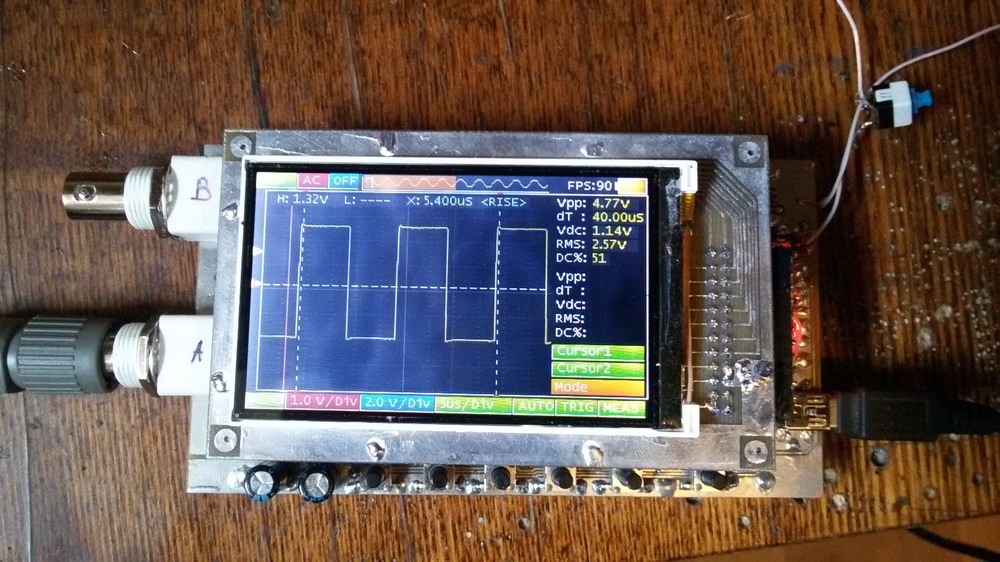 AC OFF FPS:90
H: 1.32V L: ---- X: 5.400uS <RISE>
Vpp: 4.77V
dT : 40.00uS
Vdc: 1.14V
RMS: 2.57V
DC%: 51
Vpp:
dT :
Vdc:
RMS:
DC%:
Cursor1
Cursor2
Mode
1.0 V/Div 2.0 V/Div 5uS/Div AUTO TRIG MEAS
B
A